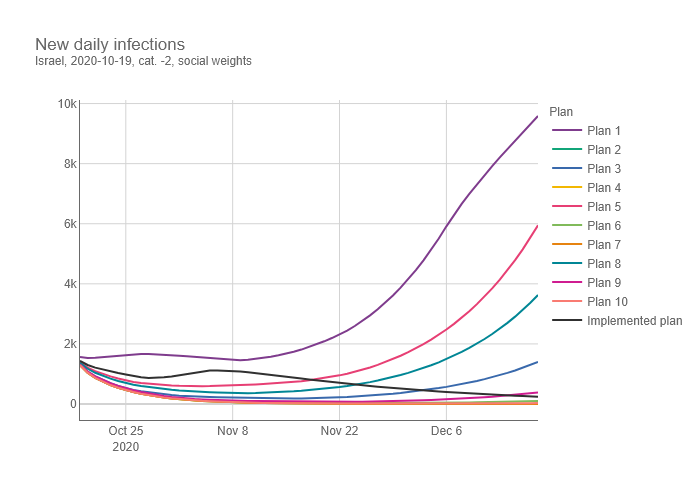 New daily infections
Israel, 2020-10-19, cat. -2, social weights
10k
8k
6k
4k
2k
0
Oct 25
2020
Nov 8
Nov 22
Dec 6
Plan
Plan 1
Plan 2
Plan 3
Plan 4
Plan 5
Plan 6
Plan 7
Plan 8
Plan 9
Plan 10
Implemented plan